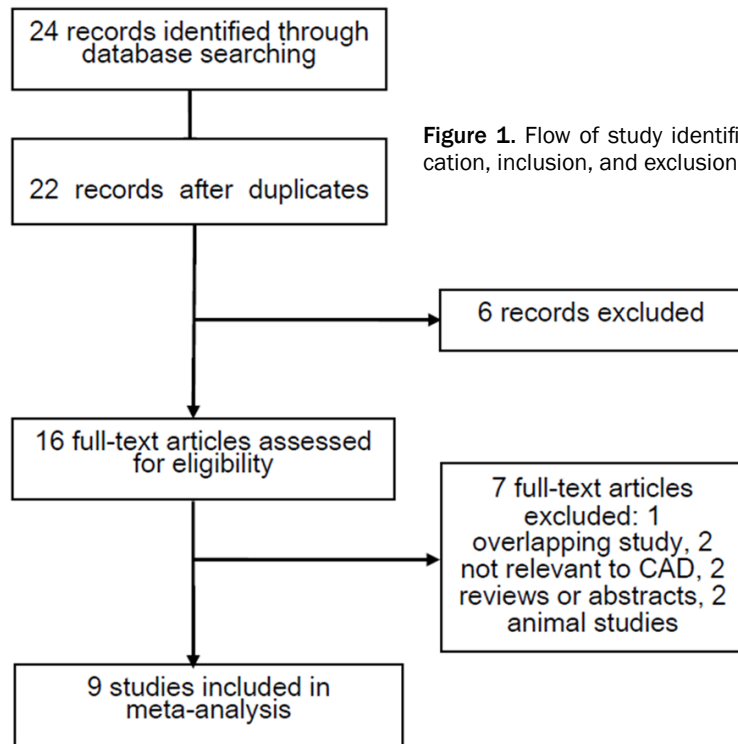 24 records identified through
database searching
Figure 1. Flow of study identifi-
cation, inclusion, and exclusion
22 records after duplicates
6 records excluded
16 full-text articles assessed
for eligibility
7 full-text articles
excluded: 1
overlapping study, 2
not relevant to CAD, 2
reviews or abstracts, 2
animal studies
9 studies included in
meta-analysis